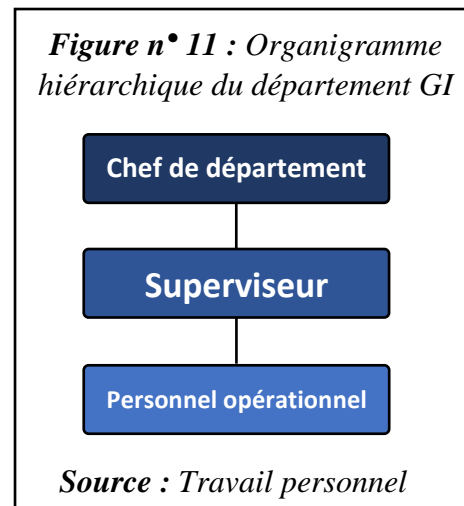 Figure n° 11 : Organigramme
hiérarchique du département GI
Chef de département
Superviseur
Personnel opérationnel
Source : Travail personnel